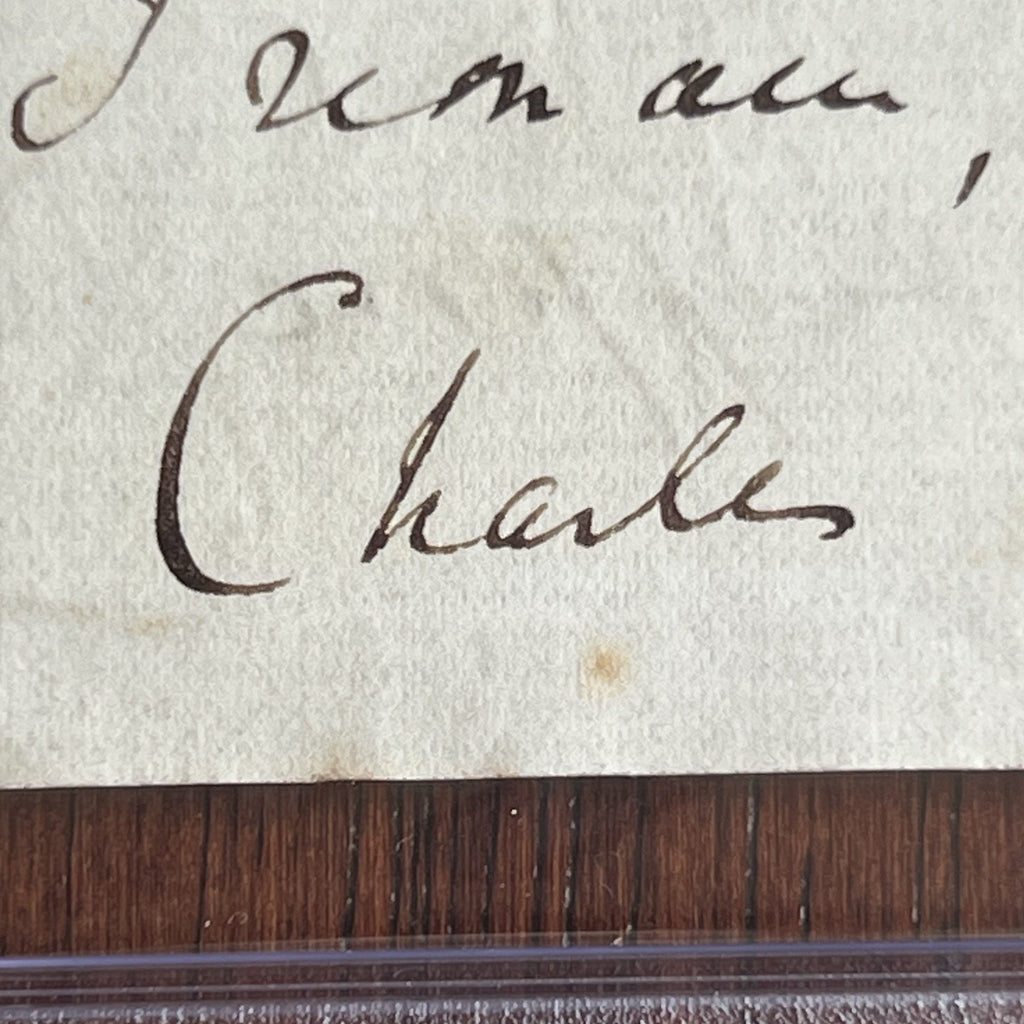 I remain,
Charles